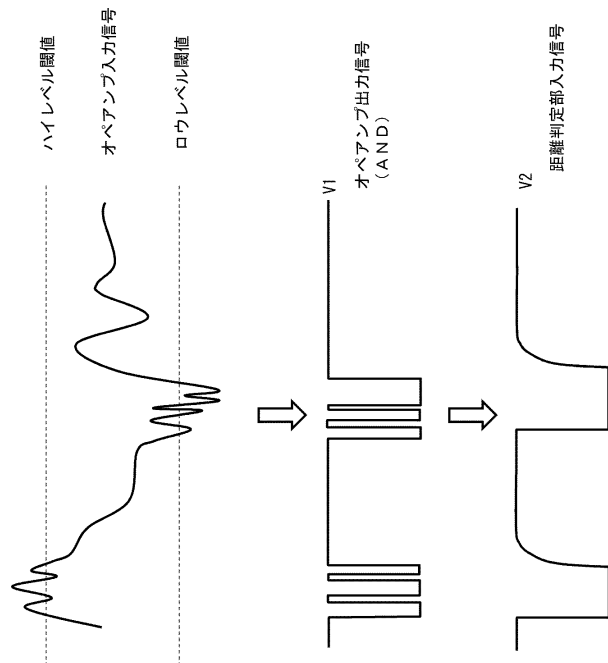 ハイレベル閾値
オペアンプ入力信号
ロウレベル閾値
V1
オペアンプ出力信号
(AND)
V2
距離判定部入力信号